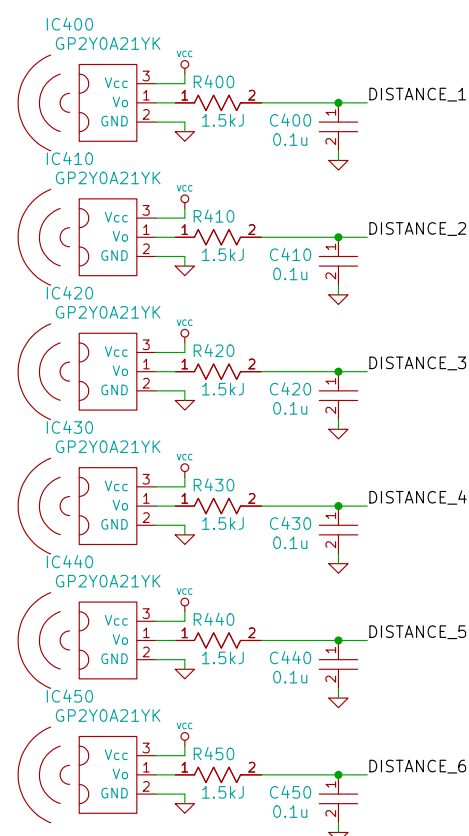 IC400
GP2Y0A21YK
vcc
Vcc 3
R400
Vo 1 1 2 DISTANCE_1
1.5kJ
GND 2
C400 1
0.1u 2
IC410
GP2Y0A21YK
vcc
Vcc 3
R410
Vo 1 1 2 DISTANCE_2
1.5kJ
GND 2
C410 1
0.1u 2
IC420
GP2Y0A21YK
vcc
Vcc 3
R420
Vo 1 1 2 DISTANCE_3
1.5kJ
GND 2
C420 1
0.1u 2
IC430
GP2Y0A21YK
vcc
Vcc 3
R430
Vo 1 1 2 DISTANCE_4
1.5kJ
GND 2
C430 1
0.1u 2
IC440
GP2Y0A21YK
vcc
Vcc 3
R440
Vo 1 1 2 DISTANCE_5
1.5kJ
GND 2
C440 1
0.1u 2
IC450
GP2Y0A21YK
vcc
Vcc 3
R450
Vo 1 1 2 DISTANCE_6
1.5kJ
GND 2
C450 1
0.1u 2